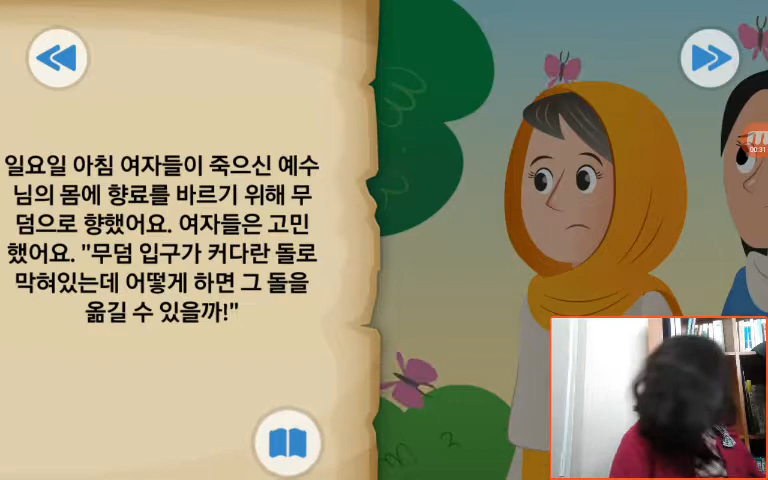 일요일 아침 여자들이 죽으신 예수
님의 몸에 향료를 바르기 위해 무
덤으로 향했어요. 여자들은 고민
했어요. "무덤 입구가 커다란 돌로
막혀있는데 어떻게 하면 그 돌을
옮길 수 있을까!"
00:31